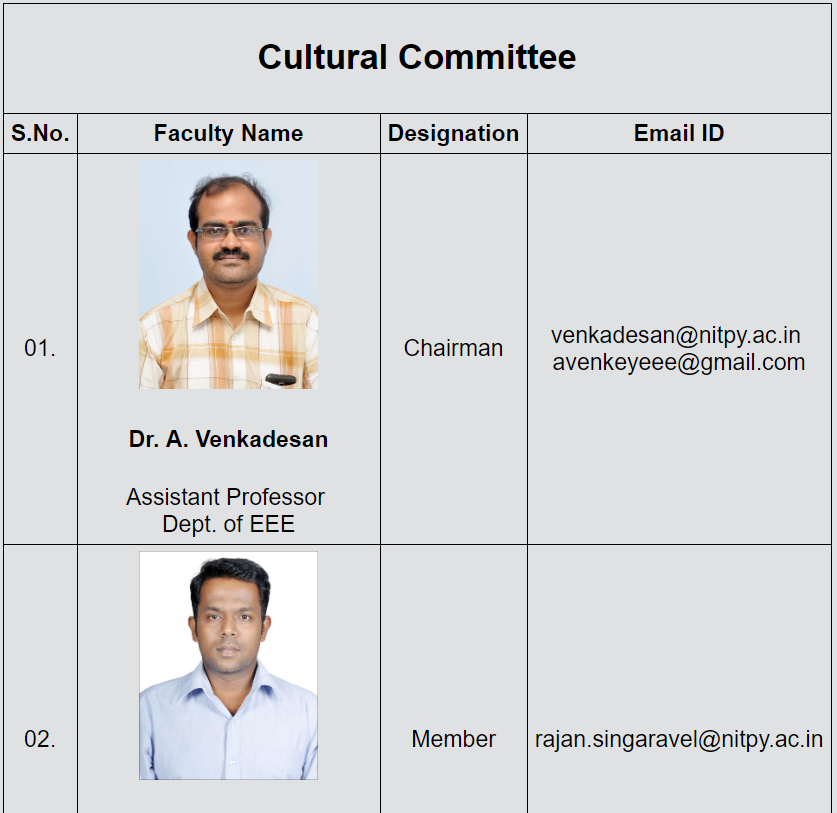 Cultural Committee
S.No. Faculty Name Designation Email ID
01.
Dr. A. Venkadesan
Assistant Professor
Dept. of EEE
Chairman
venkadesan@nitpy.ac.in
avenkeyeee@gmail.com
02.
Member
rajan.singaravel@nitpy.ac.in